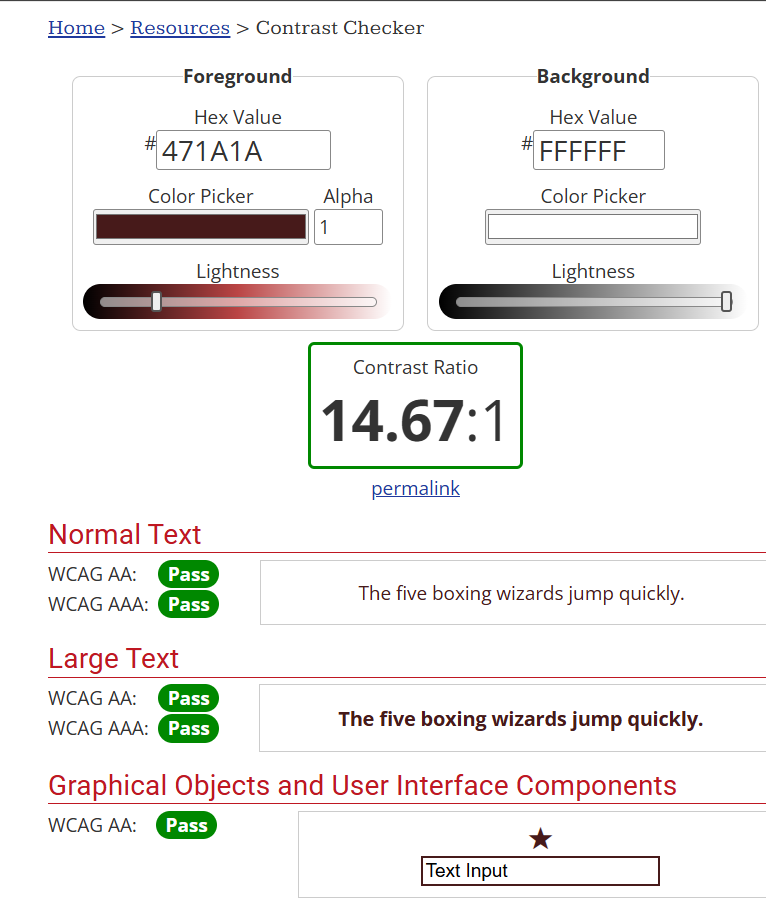 Home > Resources > Contrast Checker
Foreground
Hex Value
# 471A1A
Color Picker Alpha
1
Lightness
Background
Hex Value
# FFFFFF
Color Picker
Lightness
Contrast Ratio
14.67:1
permalink
Normal Text
WCAG AA: Pass
WCAG AAA: Pass
The five boxing wizards jump quickly.
Large Text
WCAG AA: Pass
WCAG AAA: Pass
The five boxing wizards jump quickly.
Graphical Objects and User Interface Components
WCAG AA: Pass
Text Input